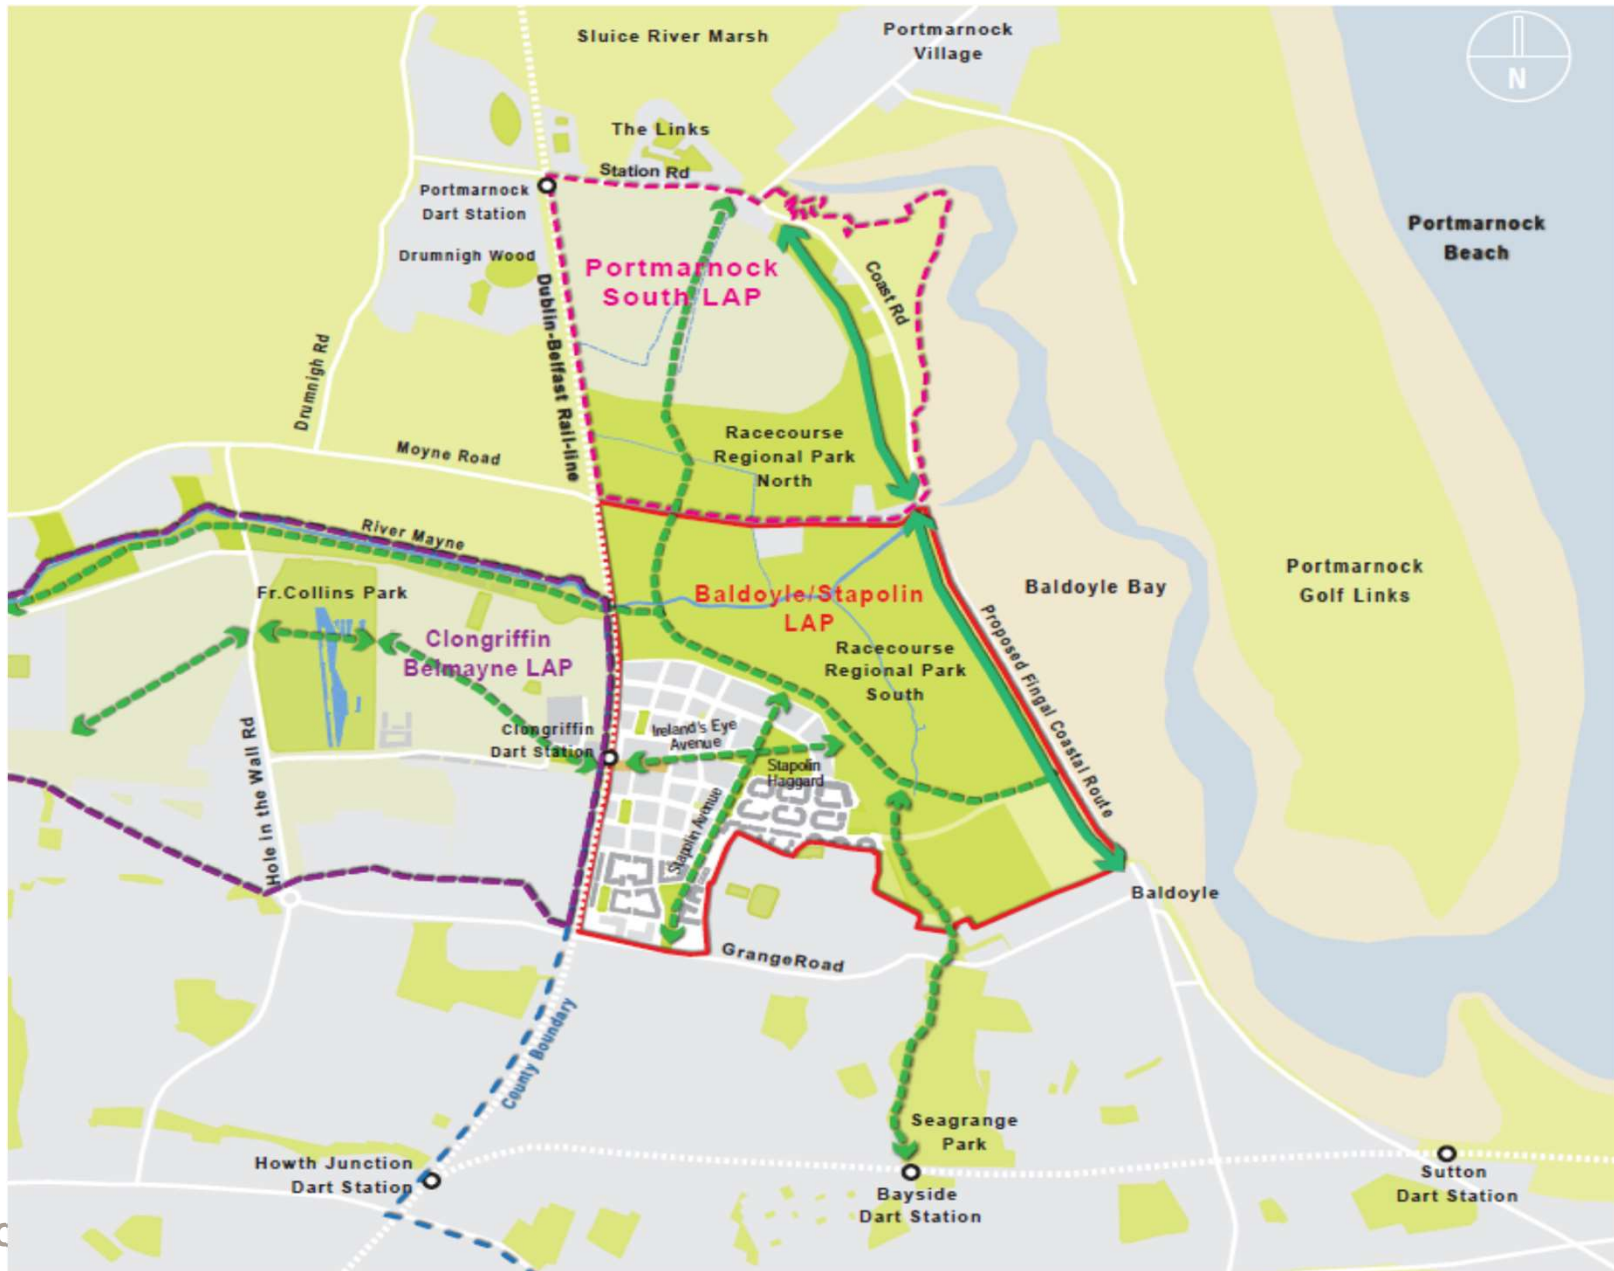 Sluice River Marsh
Portmarnock
Village
N
The Links
Station Rd
Portmarnock
Dart Station
Drumnigh Wood
Portmarnock
South LAP
Coast Rd
Portmarnock
Beach
Dublin-Belfast Rail-line
Drumnigh Rd
Moyne Road
Racecourse
Regional Park
North
River Mayne
Fr.Collins Park
Baldoyle/Stapolin
LAP
Baldoyle Bay
Portmarnock
Golf Links
Clongriffin
Belmayne LAP
Racecourse
Regional Park
South
Proposed Fingal Coastal Route
Clongriffin
Dart Station
Ireland's Eye
Avenue
Stapolin
Haggard
Hole in the Wall Rd
Stapolin Avenue
Baldoyle
GrangeRoad
County Boundary
Seagrange
Park
Howth Junction
Dart Station
Bayside
Dart Station
Sutton
Dart Station